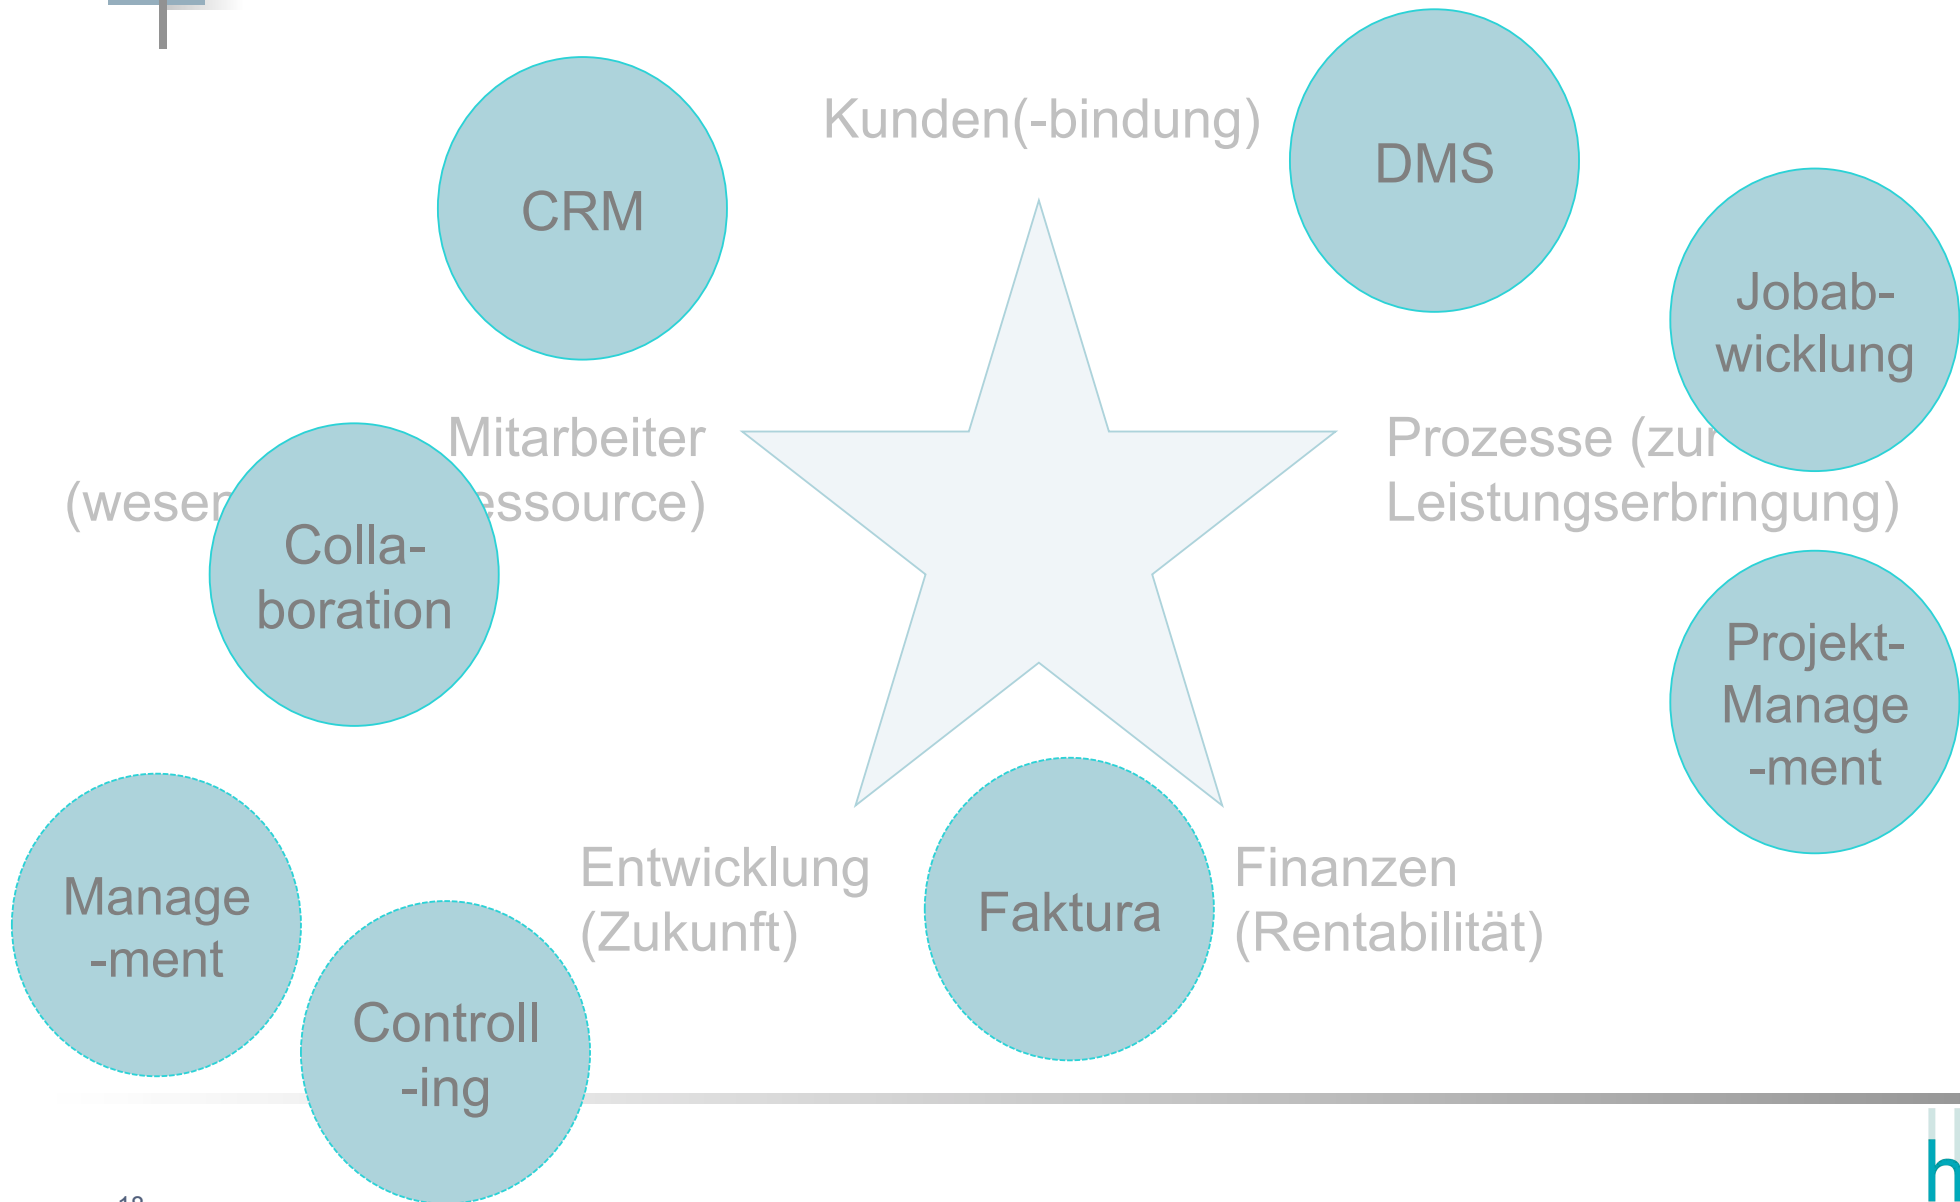 Kunden(-bindung)
CRM
DMS
Jobab-
wicklung
Mitarbeiter
essource)
Prozesse (zur
Leistungserbringung)
Colla-
boration
Projekt-
Manage
-ment
Entwicklung
(Zukunft)
Faktura
Finanzen
(Rentabilität)
Manage
-ment
Controll
-ing
h